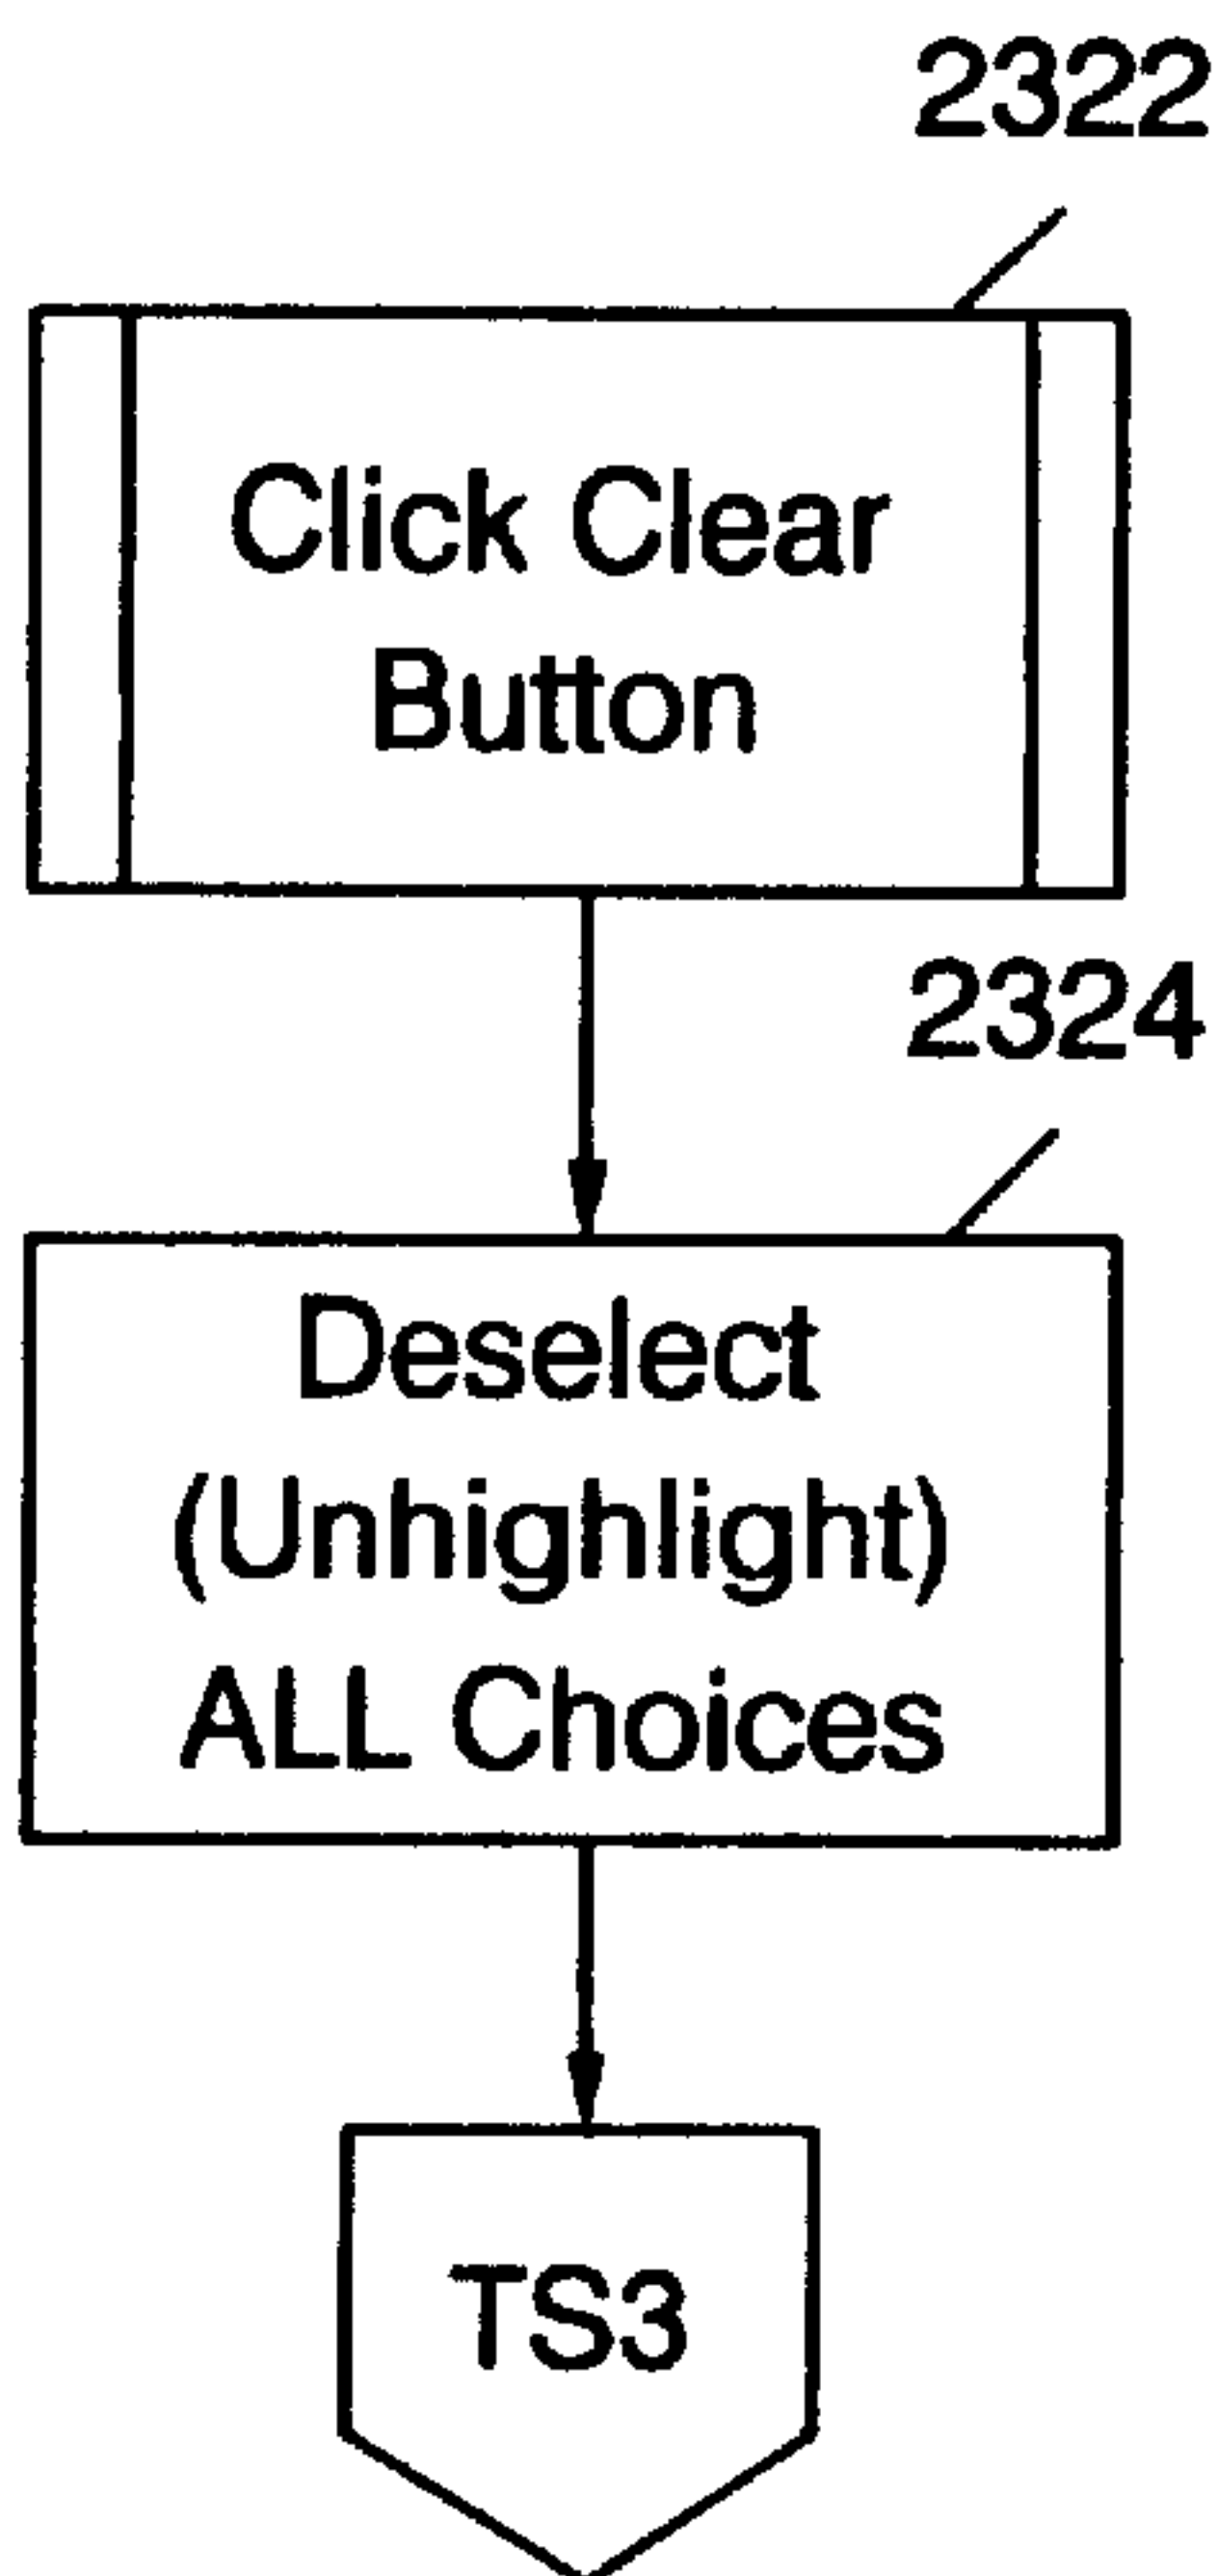 2322
Click Clear
Button
2324
Deselect
(Unhighlight)
ALL Choices
TS3